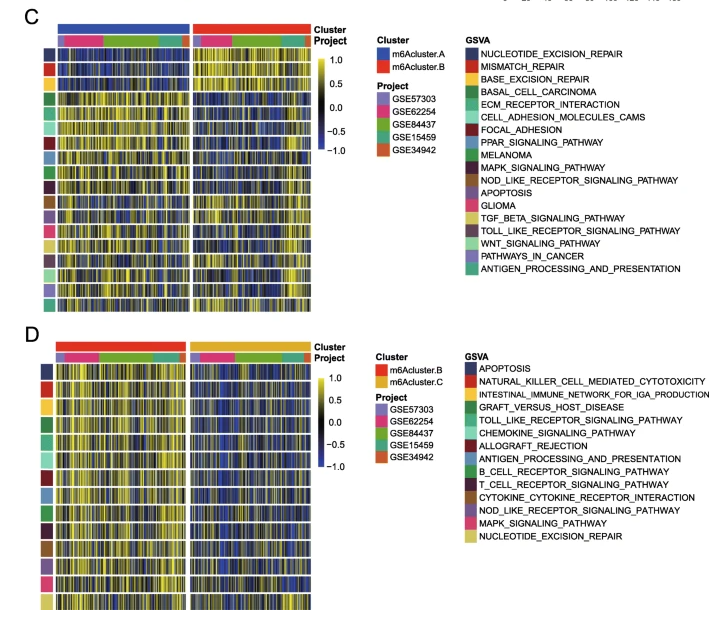 C
Cluster
Project
1.0
0.5
0.0
−0.5
−1.0
Cluster
m6Acluster.A
m6Acluster.B
Project
GSE57303
GSE62254
GSE84437
GSE15459
GSE34942
GSVA
NUCLEOTIDE_EXCISION_REPAIR
MISMATCH_REPAIR
BASE_EXCISION_REPAIR
BASAL_CELL_CARCINOMA
ECM_RECEPTOR_INTERACTION
CELL_ADHESION_MOLECULES_CAMS
FOCAL_ADHESION
PPAR_SIGNALING_PATHWAY
MELANOMA
MAPK_SIGNALING_PATHWAY
NOD_LIKE_RECEPTOR_SIGNALING_PATHWAY
APOPTOSIS
GLIOMA
TGF_BETA_SIGNALING_PATHWAY
TOLL_LIKE_RECEPTOR_SIGNALING_PATHWAY
WNT_SIGNALING_PATHWAY
PATHWAYS_IN_CANCER
ANTIGEN_PROCESSING_AND_PRESENTATION
D
Cluster
Project
1.0
0.5
0.0
−0.5
−1.0
Cluster
m6Acluster.B
m6Acluster.C
Project
GSE57303
GSE62254
GSE84437
GSE15459
GSE34942
GSVA
APOPTOSIS
NATURAL_KILLER_CELL_MEDIATED_CYTOTOXICITY
INTESTINAL_IMMUNE_NETWORK_FOR_IGA_PRODUCTION
GRAFT_VERSUS_HOST_DISEASE
TOLL_LIKE_RECEPTOR_SIGNALING_PATHWAY
CHEMOKINE_SIGNALING_PATHWAY
ALLOGRAFT_REJECTION
ANTIGEN_PROCESSING_AND_PRESENTATION
B_CELL_RECEPTOR_SIGNALING_PATHWAY
T_CELL_RECEPTOR_SIGNALING_PATHWAY
CYTOKINE_CYTOKINE_RECEPTOR_INTERACTION
NOD_LIKE_RECEPTOR_SIGNALING_PATHWAY
MAPK_SIGNALING_PATHWAY
NUCLEOTIDE_EXCISION_REPAIR